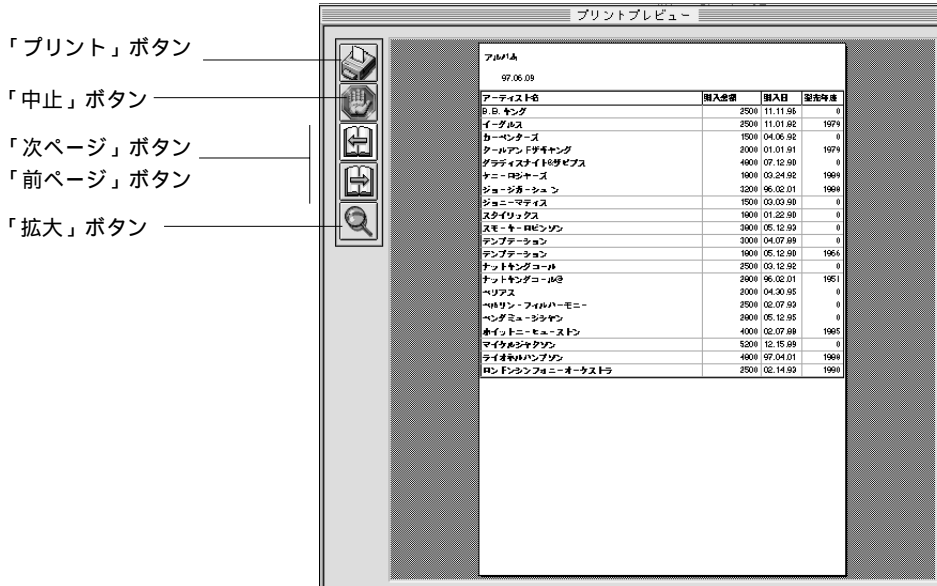 プリントプレビュー
「プリント」ボタン
「中止」ボタン
「次ページ」ボタン
「前ページ」ボタン
「拡大」ボタン
アルバム
97.06.09
アーティスト名 購入金額 購入日 発売年度
B.B. キング 2500 11.11.95 0
イーグルス 2500 11.01.92 1979
カーペンターズ 1500 04.06.92 0
クールアンドザギャング 2000 01.01.91 1979
グラディスナイト&ザピプス 4900 07.12.90 0
ケニーロジャーズ 1900 03.24.92 1989
ジョージガーシュン 3200 96.02.01 1988
ジョニーマティス 1500 03.03.90 0
スタイリックス 1900 01.22.90 0
スモーキーロビンソン 3900 05.12.93 0
テンプテーション 3000 04.07.89 0
テンプテーション 1900 05.12.90 1966
ナットキングコール 2500 03.12.92 0
ナットキングコール@ 2900 96.02.01 1951
ペリアス 2000 04.30.95 0
ベルリン・フィルハーモニー 2500 02.07.93 0
ベンダミュージシャン 2900 05.12.95 0
ホイットニーヒューストン 4000 02.07.89 1985
マイケルジャクソン 5200 12.15.89 0
ライオネルハンプソン 4900 97.04.01 1988
ロンドンシンフォニーオーケストラ 2500 02.14.93 1990